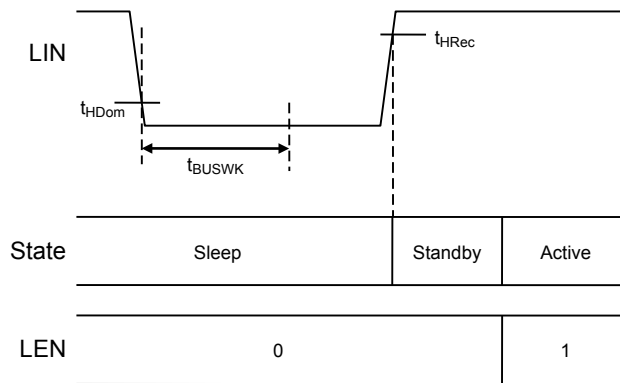 LIN
tHRec
tHDom
tBUSWK
State Sleep Standby Active
LEN 0 1